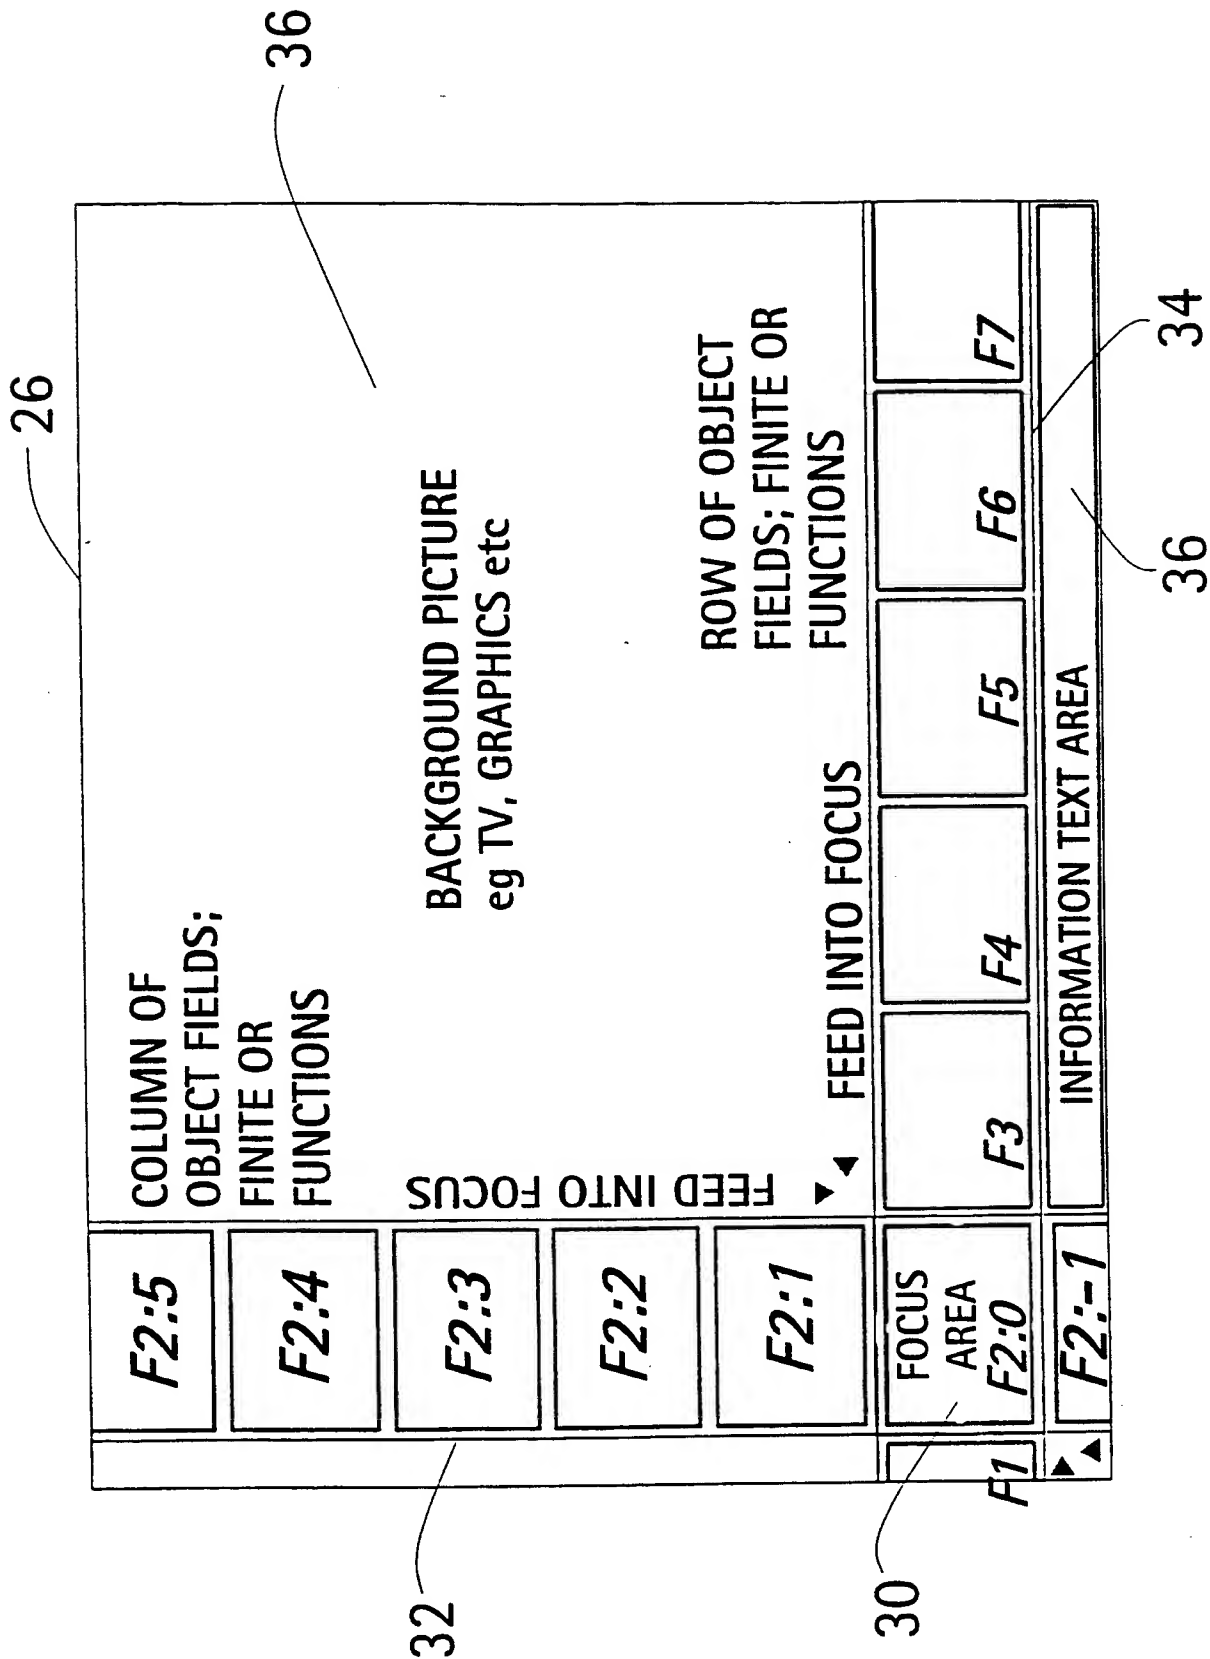 26
36
COLUMN OF
OBJECT FIELDS;
FINITE OR
FUNCTIONS
F2:5
F2:4
F2:3
F2:2
F2:1
32
BACKGROUND PICTURE
eg TV, GRAPHICS etc
FEED INTO FOCUS
ROW OF OBJECT
FIELDS; FINITE OR
FUNCTIONS
FEED INTO FOCUS
FOCUS
AREA
F2:0
30
F1
F3
F4
F5
F6
F7
F2:-1
INFORMATION TEXT AREA
36
34